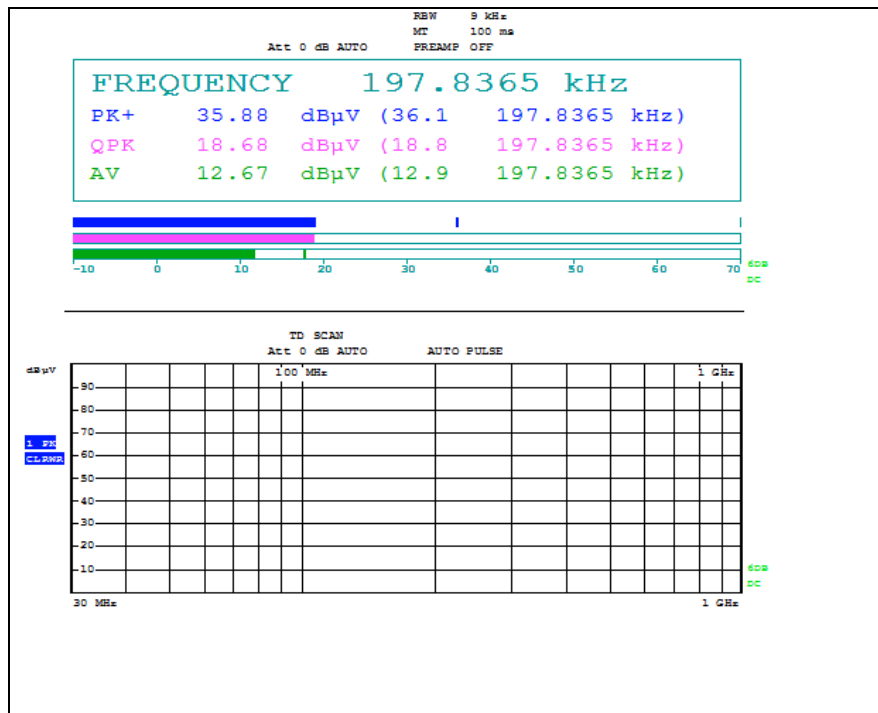 RBW 9 kHz
MT 100 ms
Att 0 dB AUTO PREAMP OFF
FREQUENCY 197.8365 kHz
PK+ 35.88 dBµV (36.1 197.8365 kHz)
QPK 18.68 dBµV (18.8 197.8365 kHz)
AV 12.67 dBµV (12.9 197.8365 kHz)
-10 0 10 20 30 40 50 60 70
6DB
DC
TD SCAN
Att 0 dB AUTO AUTO PULSE
dBµV
100 MHz 1 GHz
90
80
70
1 PK
CLRWR
60
50
40
30
20
10
6DB
DC
30 MHz 1 GHz